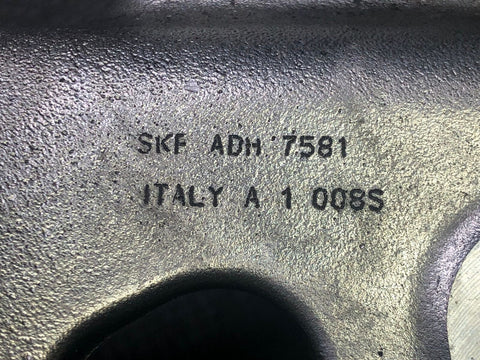 SKF ADH 7581
ITALY A 1 008S